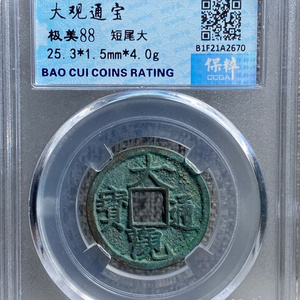 大观通宝
极美88 短尾大
25.3*1.5mm*4.0g
B1F21A2670
BAO CUI COINS RATING
保粹
CCGA
大觀通寶